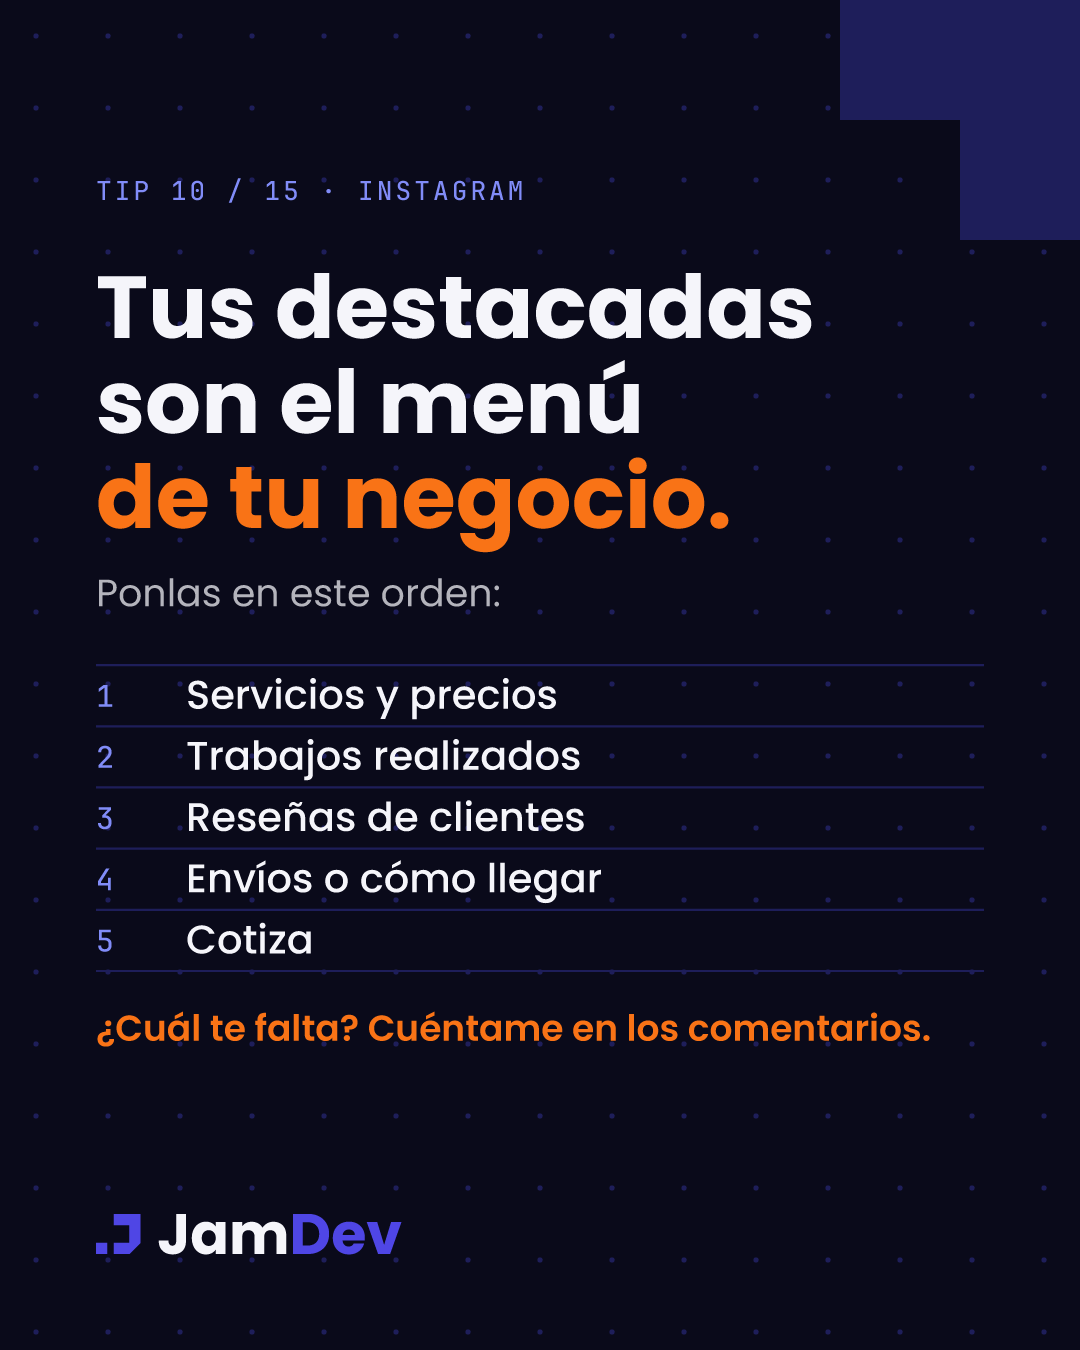 TIP 10 / 15 · INSTAGRAM
Tus destacadas
son el menú
de tu negocio.
Ponlas en este orden:
1 Servicios y precios
2 Trabajos realizados
3 Reseñas de clientes
4 Envíos o cómo llegar
5 Cotiza
¿Cuál te falta? Cuéntame en los comentarios.
JamDev